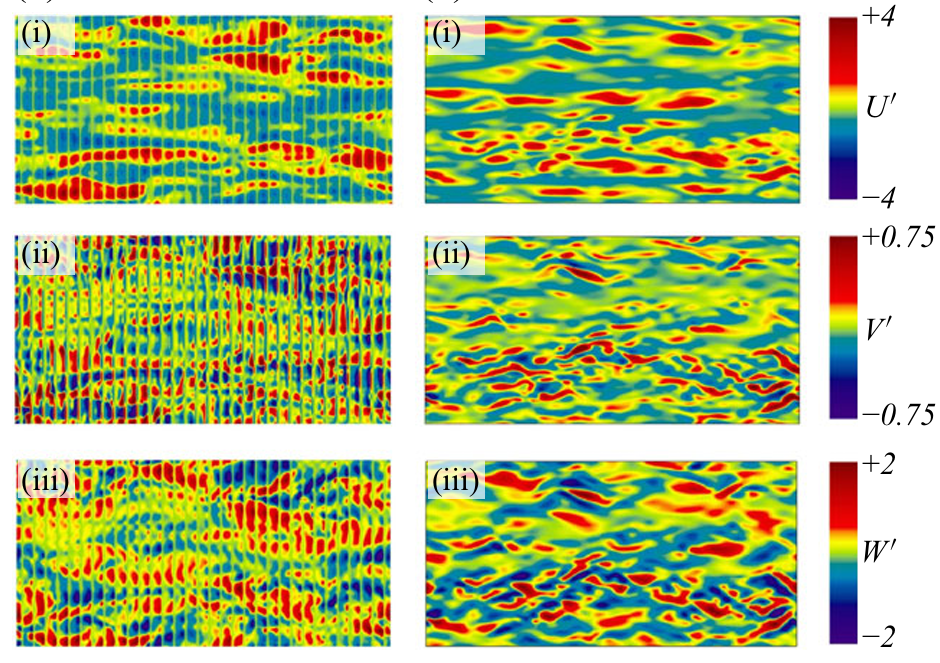 (i)
(i)
+4
U′
−4
(ii)
(ii)
+0.75
V′
−0.75
(iii)
(iii)
+2
W′
−2